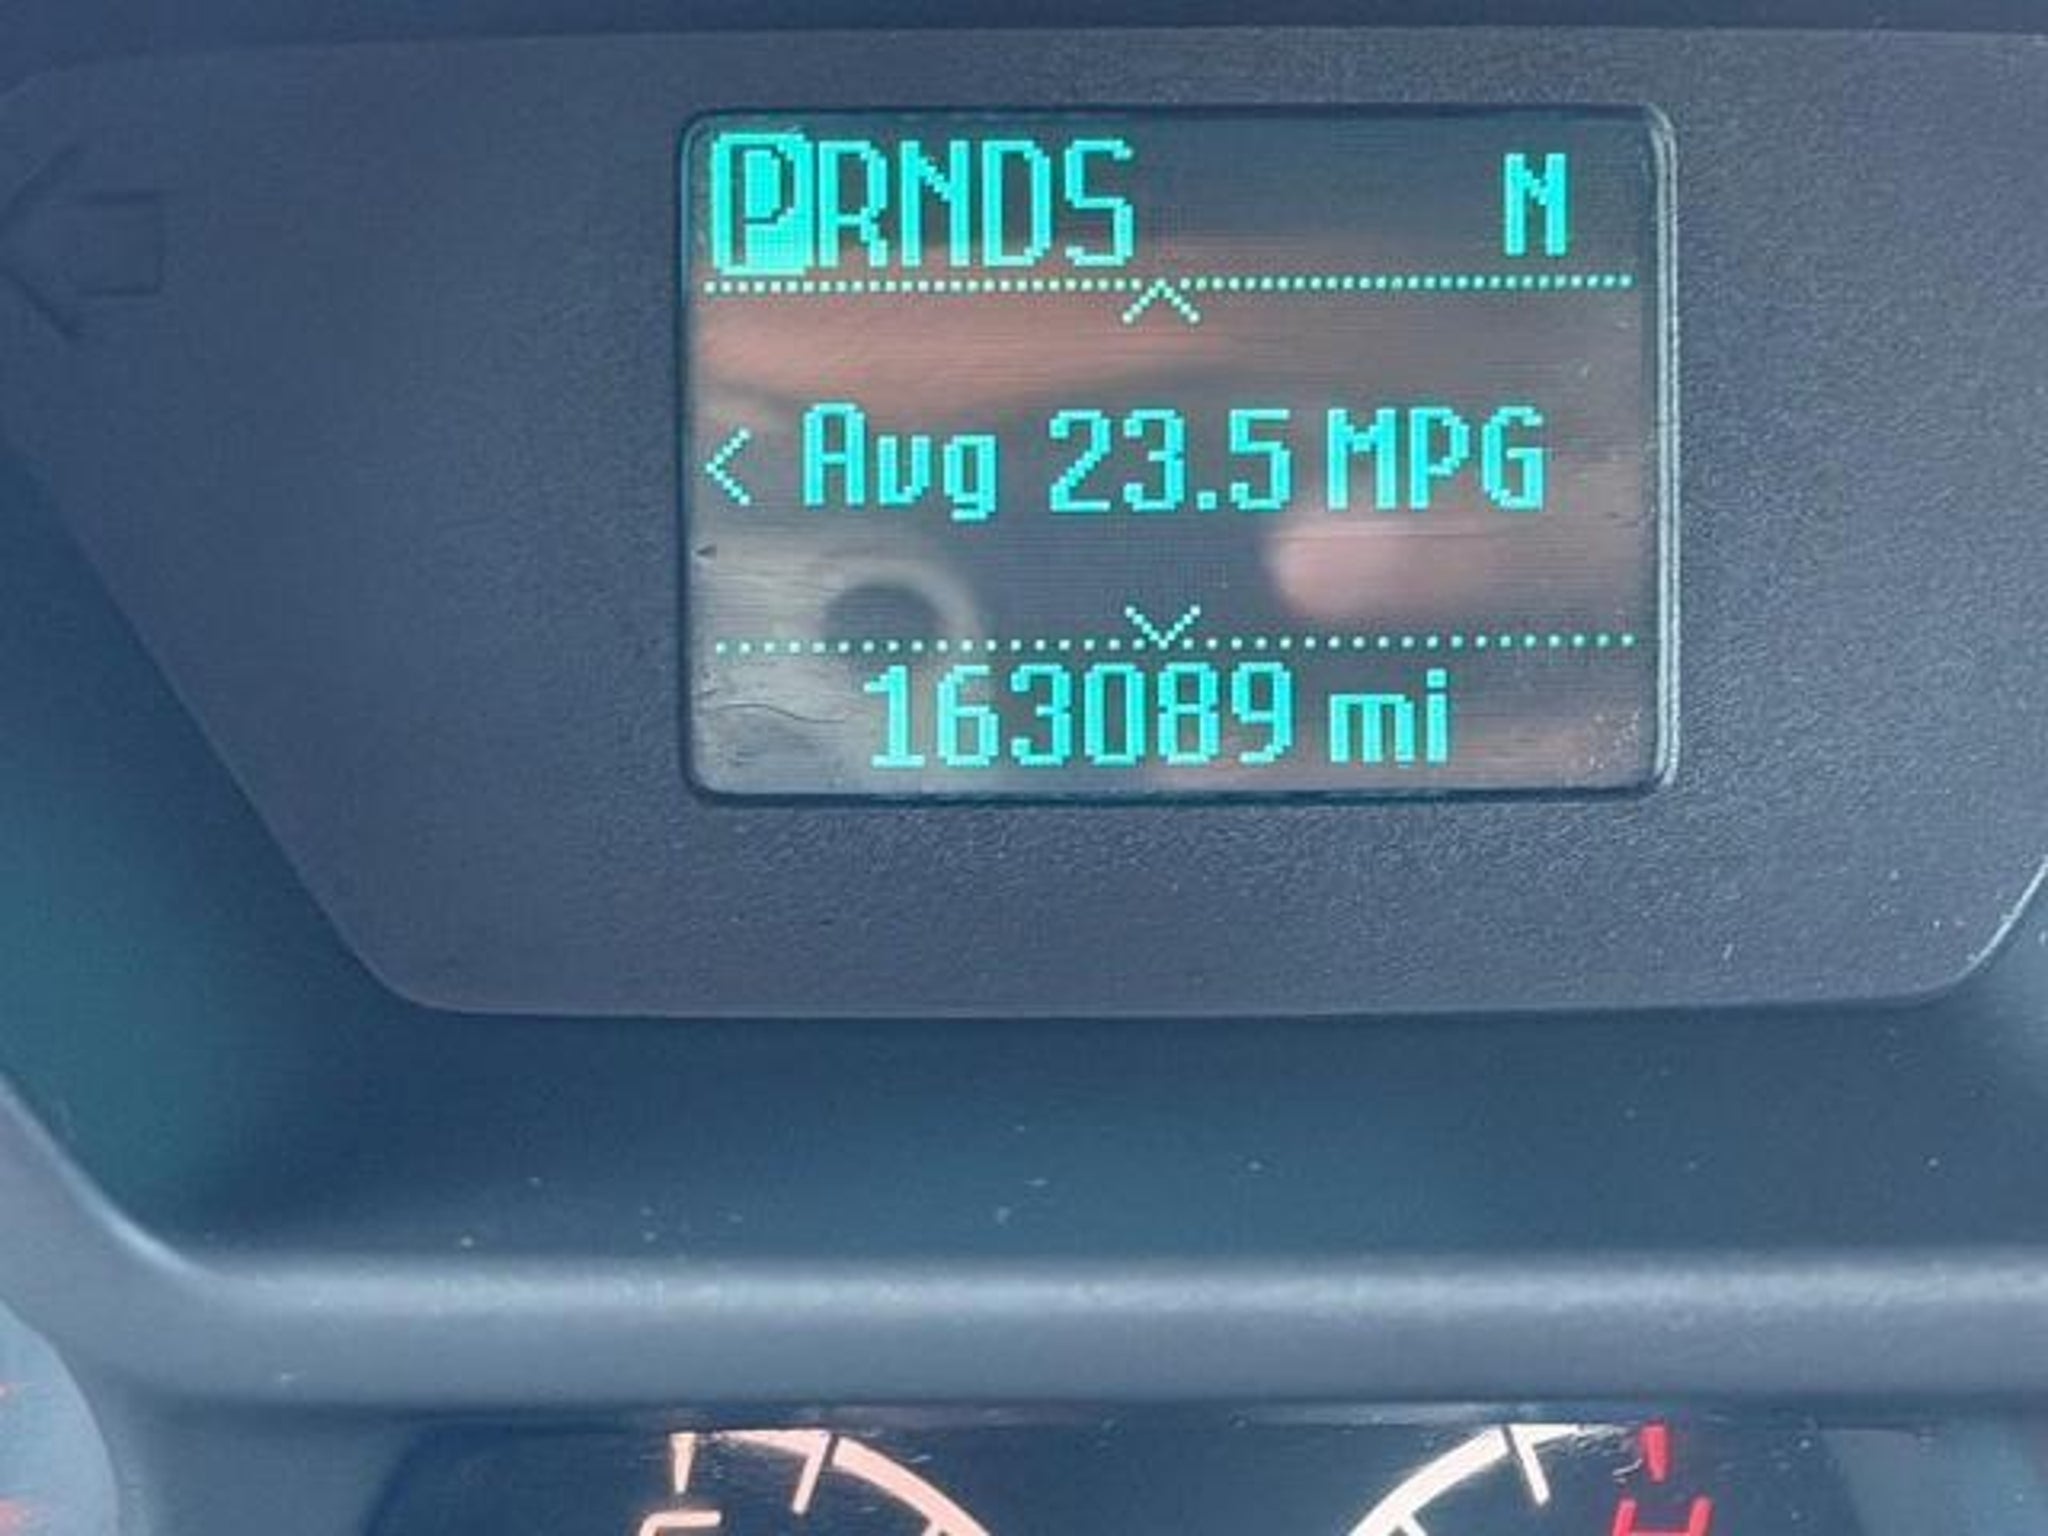 PRNDS N
Avg 23.5 MPG
163089 mi
H